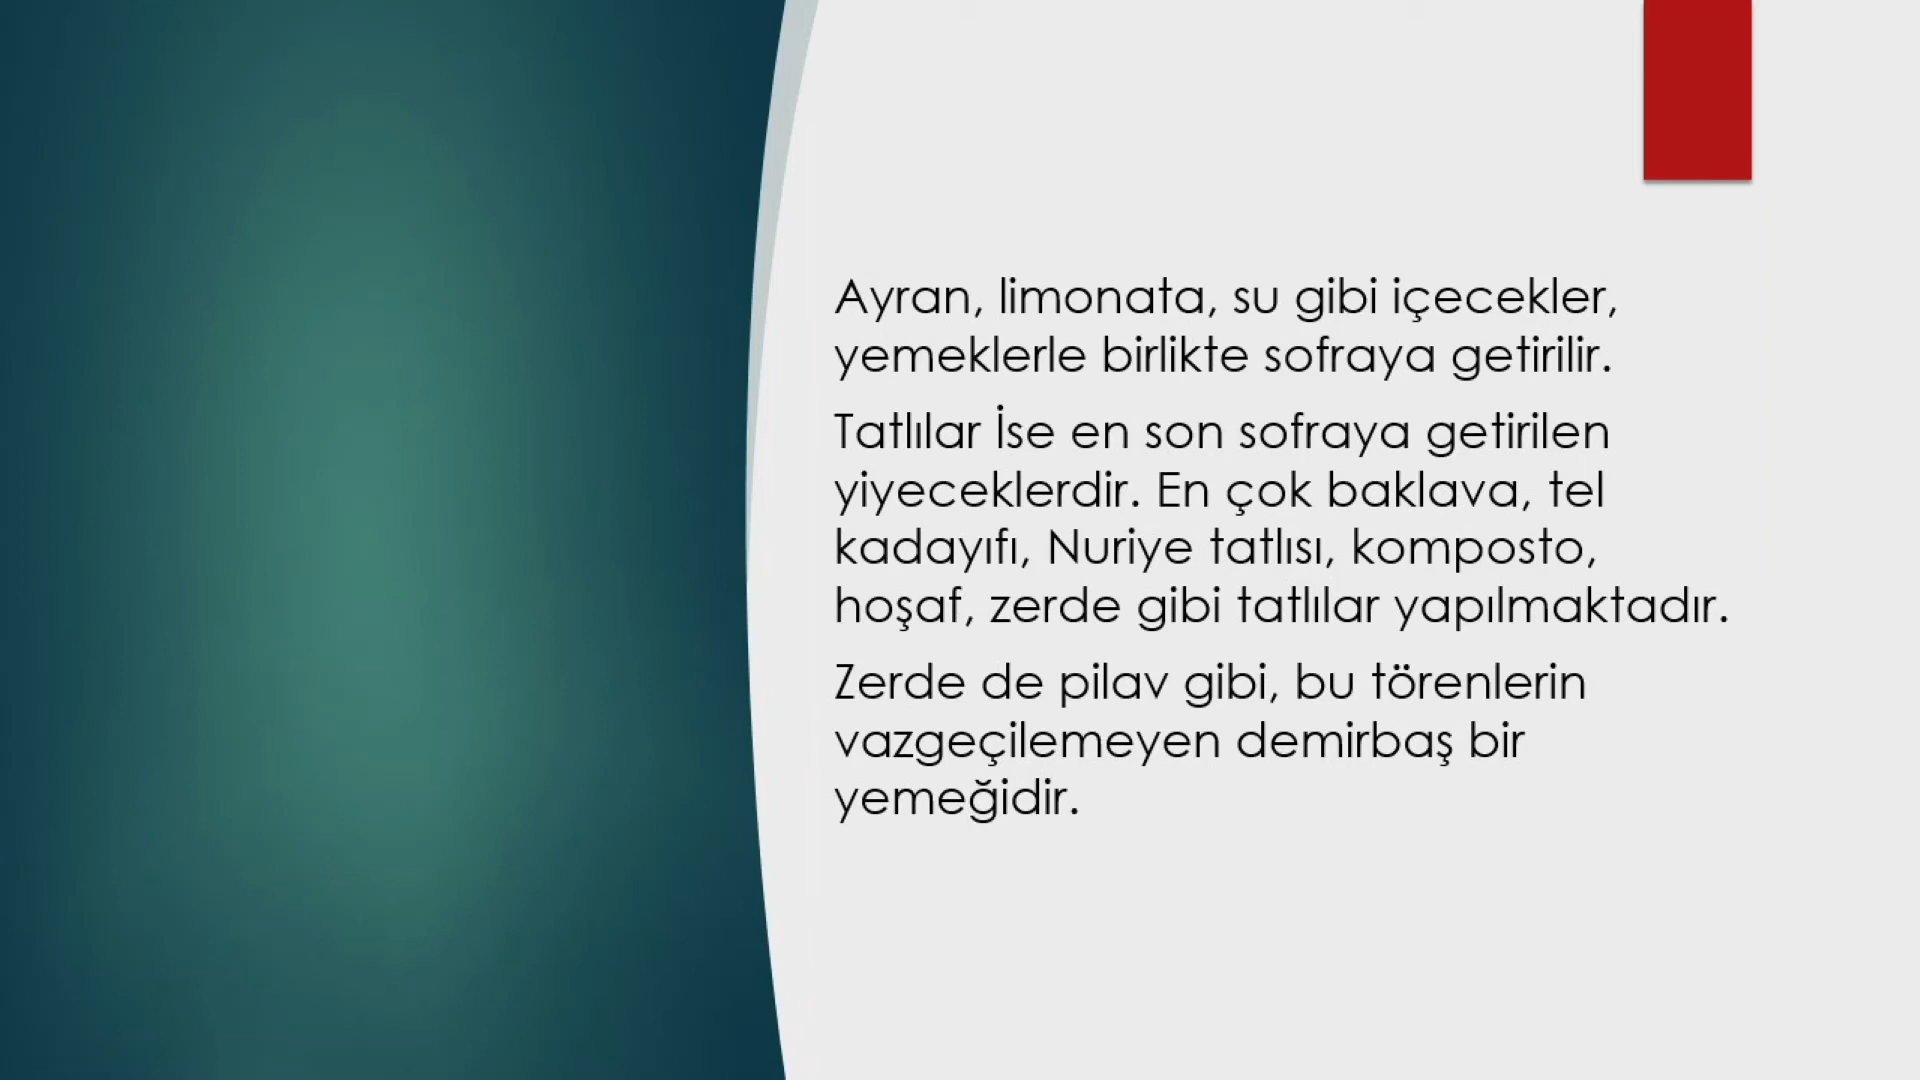 Ayran, limonata, su gibi içecekler,
yemeklerle birlikte sofraya getirilir.
Tatlılar İse en son sofraya getirilen
yiyeceklerdir. En çok baklava, tel
kadayıfı, Nuriye tatlısı, komposto,
hoşaf, zerde gibi tatlılar yapılmaktadır.
Zerde de pilav gibi, bu törenlerin
vazgeçilemeyen demirbaş bir
yemeğidir.